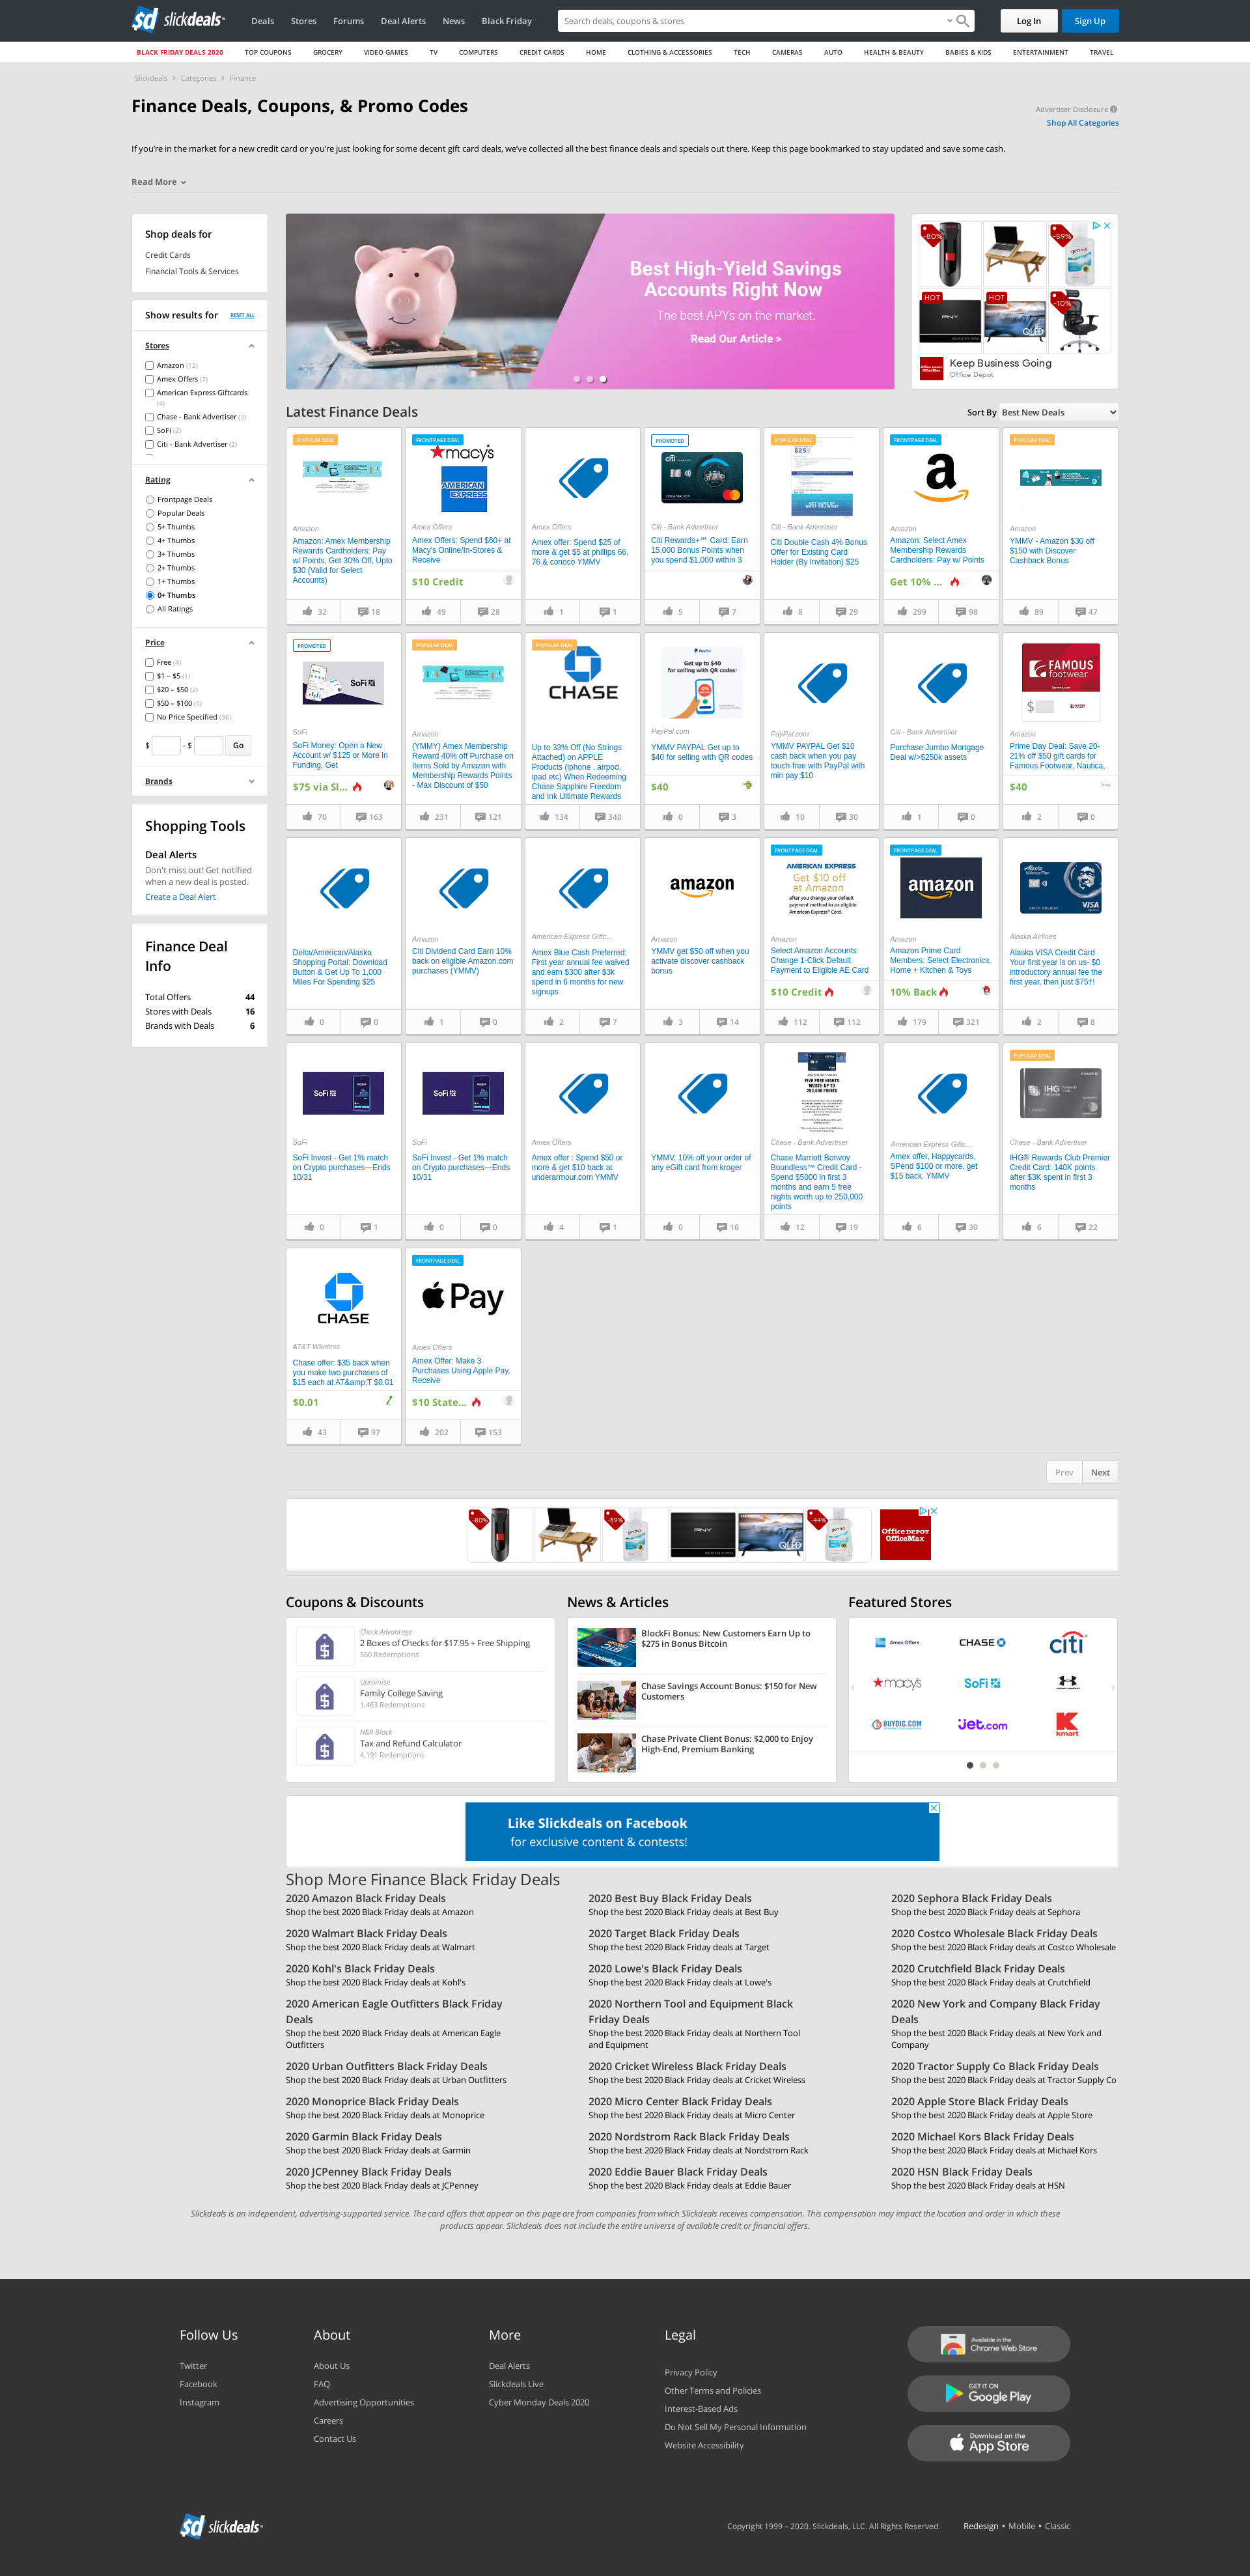 slickdeals
Deals Stores Forums Deal Alerts News Black Friday
Search deals, coupons & stores
Log In Sign Up
BLACK FRIDAY DEALS 2020 TOP COUPONS GROCERY VIDEO GAMES TV COMPUTERS CREDIT CARDS HOME CLOTHING & ACCESSORIES TECH CAMERAS AUTO HEALTH & BEAUTY BABIES & KIDS ENTERTAINMENT TRAVEL
Slickdeals > Categories > Finance
Finance Deals, Coupons, & Promo Codes
Advertiser Disclosure
Shop All Categories
If you're in the market for a new credit card or you're just looking for some decent gift card deals, we've collected all the best finance deals and specials out there. Keep this page bookmarked to stay updated and save some cash.
Read More
Shop deals for
Credit Cards
Financial Tools & Services
Show results for RESET ALL
Stores
Amazon (12)
Amex Offers (7)
American Express Giftcards
(4)
Chase - Bank Advertiser (3)
SoFi (2)
Citi - Bank Advertiser (2)
Rating
Frontpage Deals
Popular Deals
5+ Thumbs
4+ Thumbs
3+ Thumbs
2+ Thumbs
1+ Thumbs
0+ Thumbs
All Ratings
Price
Free (4)
$1 – $5 (1)
$20 – $50 (2)
$50 – $100 (1)
No Price Specified (36)
$ - $ Go
Brands
Shopping Tools
Deal Alerts
Don't miss out! Get notified
when a new deal is posted.
Create a Deal Alert
Finance Deal
Info
Total Offers 44
Stores with Deals 16
Brands with Deals 6
Best High-Yield Savings
Accounts Right Now
The best APYs on the market.
Read Our Article >
-80% -59%
HOT HOT -10%
PNY QLED
Keep Business Going
Office Depot
Latest Finance Deals
Sort By Best New Deals
POPULAR DEAL
Amazon
Amazon: Amex Membership
Rewards Cardholders: Pay
w/ Points, Get 30% Off, Upto
$30 (Valid for Select
Accounts)
32 18
FRONTPAGE DEAL
macys
AMERICAN
EXPRESS
Amex Offers
Amex Offers: Spend $60+ at
Macy's Online/In-Stores &
Receive
$10 Credit
49 28
Amex Offers
Amex offer: Spend $25 of
more & get $5 at phillips 66,
76 & conoco YMMV
1 1
PROMOTED
citi
Citi - Bank Advertiser
Citi Rewards+℠ Card: Earn
15,000 Bonus Points when
you spend $1,000 within 3
5 7
POPULAR DEAL
$25
Citi - Bank Advertiser
Citi Double Cash 4% Bonus
Offer for Existing Card
Holder (By Invitation) $25
8 29
FRONTPAGE DEAL
a
Amazon
Amazon: Select Amex
Membership Rewards
Cardholders: Pay w/ Points
Get 10% ...
299 98
POPULAR DEAL
Amazon
YMMV - Amazon $30 off
$150 with Discover
Cashback Bonus
89 47
PROMOTED
SoFi
SoFi
SoFi Money: Open a New
Account w/ $125 or More in
Funding, Get
$75 via Sl...
70 163
POPULAR DEAL
Amazon
(YMMY) Amex Membership
Reward 40% off Purchase on
Items Sold by Amazon with
Membership Rewards Points
- Max Discount of $50
231 121
POPULAR DEAL
CHASE
Up to 33% Off (No Strings
Attached) on APPLE
Products (iphone , airpod,
ipad etc) When Redeeming
Chase Sapphire Freedom
and Ink Ultimate Rewards
134 340
PayPal
Get up to $40
for selling with QR codes
PayPal.com
YMMV PAYPAL Get up to
$40 for selling with QR codes
$40
0 3
PayPal.com
YMMV PAYPAL Get $10
cash back when you pay
touch-free with PayPal with
min pay $10
10 30
Citi - Bank Advertiser
Purchase Jumbo Mortgage
Deal w/>$250k assets
1 0
FAMOUS
footwear
$
Amazon
Prime Day Deal: Save 20-
21% off $50 gift cards for
Famous Footwear, Nautica,
$40
2 0
Delta/American/Alaska
Shopping Portal: Download
Button & Get Up To 1,000
Miles For Spending $25
0 0
Amazon
Citi Dividend Card Earn 10%
back on eligible Amazon.com
purchases (YMMV)
1 0
American Express Giftc...
Amex Blue Cash Preferred:
First year annual fee waived
and earn $300 after $3k
spend in 6 months for new
signups
2 7
amazon
Amazon
YMMV get $50 off when you
activate discover cashback
bonus
3 14
FRONTPAGE DEAL
AMERICAN EXPRESS
Get $10 off
at Amazon
after you change your default
payment method to an eligible
American Express® Card.
Amazon
Select Amazon Accounts:
Change 1-Click Default
Payment to Eligible AE Card
$10 Credit
112 112
FRONTPAGE DEAL
amazon
Amazon
Amazon Prime Card
Members: Select Electronics,
Home + Kitchen & Toys
10% Back
179 321
Alaska
VISA
Alaska Airlines
Alaska VISA Credit Card
Your first year is on us- $0
introductory annual fee the
first year, then just $75†!
2 8
SoFi
SoFi
SoFi Invest - Get 1% match
on Crypto purchases—Ends
10/31
0 1
SoFi
SoFi
SoFi Invest - Get 1% match
on Crypto purchases—Ends
10/31
0 0
Amex Offers
Amex offer : Spend $50 or
more & get $10 back at
underarmour.com YMMV
4 1
YMMV, 10% off your order of
any eGift card from kroger
0 16
FIVE FREE NIGHTS
WORTH UP TO
250,000 POINTS
Chase - Bank Advertiser
Chase Marriott Bonvoy
Boundless™ Credit Card -
Spend $5000 in first 3
months and earn 5 free
nights worth up to 250,000
points
12 19
American Express Giftc...
Amex offer, Happycards,
SPend $100 or more, get
$15 back, YMMV
6 30
POPULAR DEAL
IHG
Chase - Bank Advertiser
IHG® Rewards Club Premier
Credit Card: 140K points
after $3K spent in first 3
months
6 22
CHASE
AT&T Wireless
Chase offer: $35 back when
you make two purchases of
$15 each at AT&amp;T $0.01
$0.01
43 97
FRONTPAGE DEAL
Pay
Amex Offers
Amex Offer: Make 3
Purchases Using Apple Pay,
Receive
$10 State...
202 153
Prev Next
-80% -59% PNY QLED -44%
Office DEPOT
OfficeMax
Coupons & Discounts
Check Advantage
2 Boxes of Checks for $17.95 + Free Shipping
560 Redemptions
Upromise
Family College Saving
1,463 Redemptions
H&R Block
Tax and Refund Calculator
4,191 Redemptions
News & Articles
BlockFi Bonus: New Customers Earn Up to
$275 in Bonus Bitcoin
Chase Savings Account Bonus: $150 for New
Customers
Chase Private Client Bonus: $2,000 to Enjoy
High-End, Premium Banking
Featured Stores
Amex Offers CHASE citi
macys SoFi UNDER ARMOUR
BUYDIG.COM jet.com kmart
Like Slickdeals on Facebook
for exclusive content & contests!
Shop More Finance Black Friday Deals
2020 Amazon Black Friday Deals
Shop the best 2020 Black Friday deals at Amazon
2020 Best Buy Black Friday Deals
Shop the best 2020 Black Friday deals at Best Buy
2020 Sephora Black Friday Deals
Shop the best 2020 Black Friday deals at Sephora
2020 Walmart Black Friday Deals
Shop the best 2020 Black Friday deals at Walmart
2020 Target Black Friday Deals
Shop the best 2020 Black Friday deals at Target
2020 Costco Wholesale Black Friday Deals
Shop the best 2020 Black Friday deals at Costco Wholesale
2020 Kohl's Black Friday Deals
Shop the best 2020 Black Friday deals at Kohl's
2020 Lowe's Black Friday Deals
Shop the best 2020 Black Friday deals at Lowe's
2020 Crutchfield Black Friday Deals
Shop the best 2020 Black Friday deals at Crutchfield
2020 American Eagle Outfitters Black Friday
Deals
Shop the best 2020 Black Friday deals at American Eagle
Outfitters
2020 Northern Tool and Equipment Black
Friday Deals
Shop the best 2020 Black Friday deals at Northern Tool
and Equipment
2020 New York and Company Black Friday
Deals
Shop the best 2020 Black Friday deals at New York and
Company
2020 Urban Outfitters Black Friday Deals
Shop the best 2020 Black Friday deals at Urban Outfitters
2020 Cricket Wireless Black Friday Deals
Shop the best 2020 Black Friday deals at Cricket Wireless
2020 Tractor Supply Co Black Friday Deals
Shop the best 2020 Black Friday deals at Tractor Supply Co
2020 Monoprice Black Friday Deals
Shop the best 2020 Black Friday deals at Monoprice
2020 Micro Center Black Friday Deals
Shop the best 2020 Black Friday deals at Micro Center
2020 Apple Store Black Friday Deals
Shop the best 2020 Black Friday deals at Apple Store
2020 Garmin Black Friday Deals
Shop the best 2020 Black Friday deals at Garmin
2020 Nordstrom Rack Black Friday Deals
Shop the best 2020 Black Friday deals at Nordstrom Rack
2020 Michael Kors Black Friday Deals
Shop the best 2020 Black Friday deals at Michael Kors
2020 JCPenney Black Friday Deals
Shop the best 2020 Black Friday deals at JCPenney
2020 Eddie Bauer Black Friday Deals
Shop the best 2020 Black Friday deals at Eddie Bauer
2020 HSN Black Friday Deals
Shop the best 2020 Black Friday deals at HSN
Slickdeals is an independent, advertising-supported service. The card offers that appear on this page are from companies from which Slickdeals receives compensation. This compensation may impact the location and order in which these
products appear. Slickdeals does not include the entire universe of available credit or financial offers.
Follow Us
Twitter
Facebook
Instagram
About
About Us
FAQ
Advertising Opportunities
Careers
Contact Us
More
Deal Alerts
Slickdeals Live
Cyber Monday Deals 2020
Legal
Privacy Policy
Other Terms and Policies
Interest-Based Ads
Do Not Sell My Personal Information
Website Accessibility
Available in the
Chrome Web Store
GET IT ON
Google Play
Download on the
App Store
slickdeals
Copyright 1999 – 2020. Slickdeals, LLC. All Rights Reserved.
Redesign • Mobile • Classic